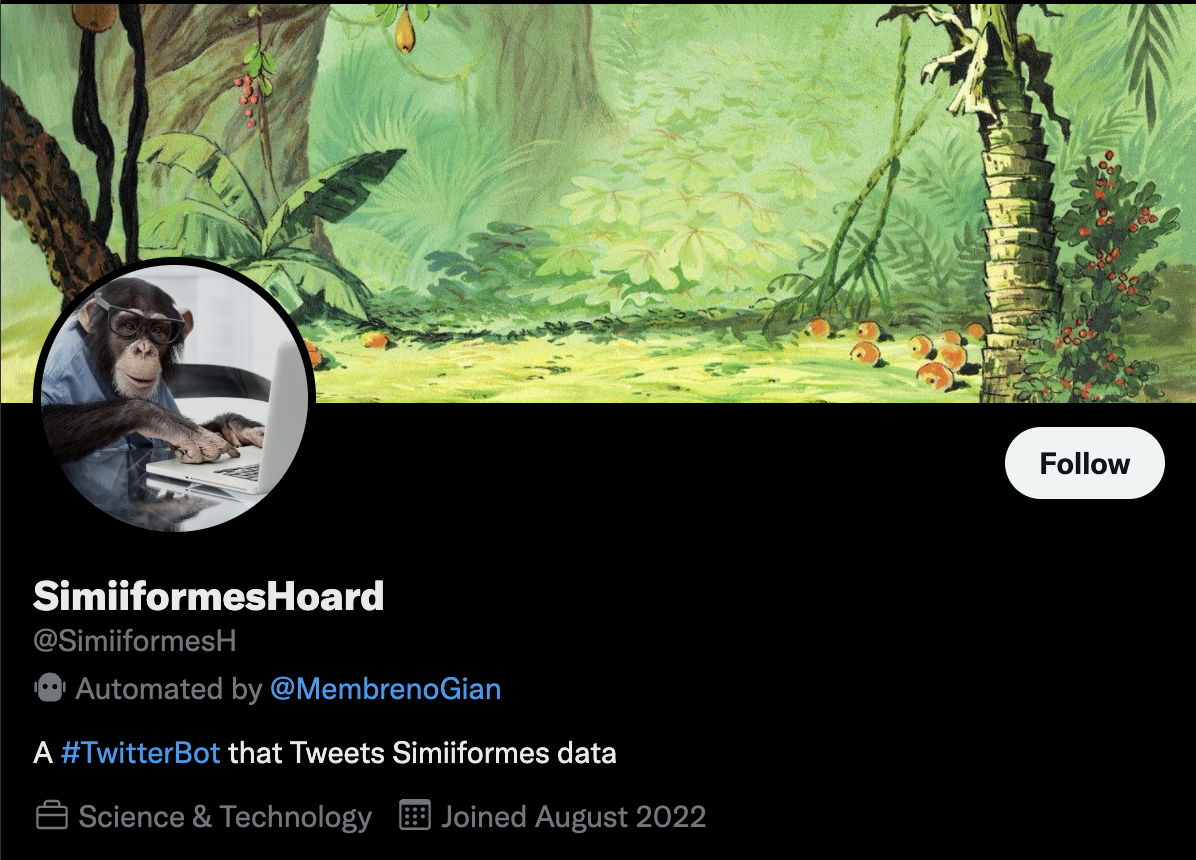 Follow
SimiiformesHoard
@SimiiformesH
Automated by @MembrenoGian
A #TwitterBot that Tweets Simiiformes data
Science & Technology Joined August 2022